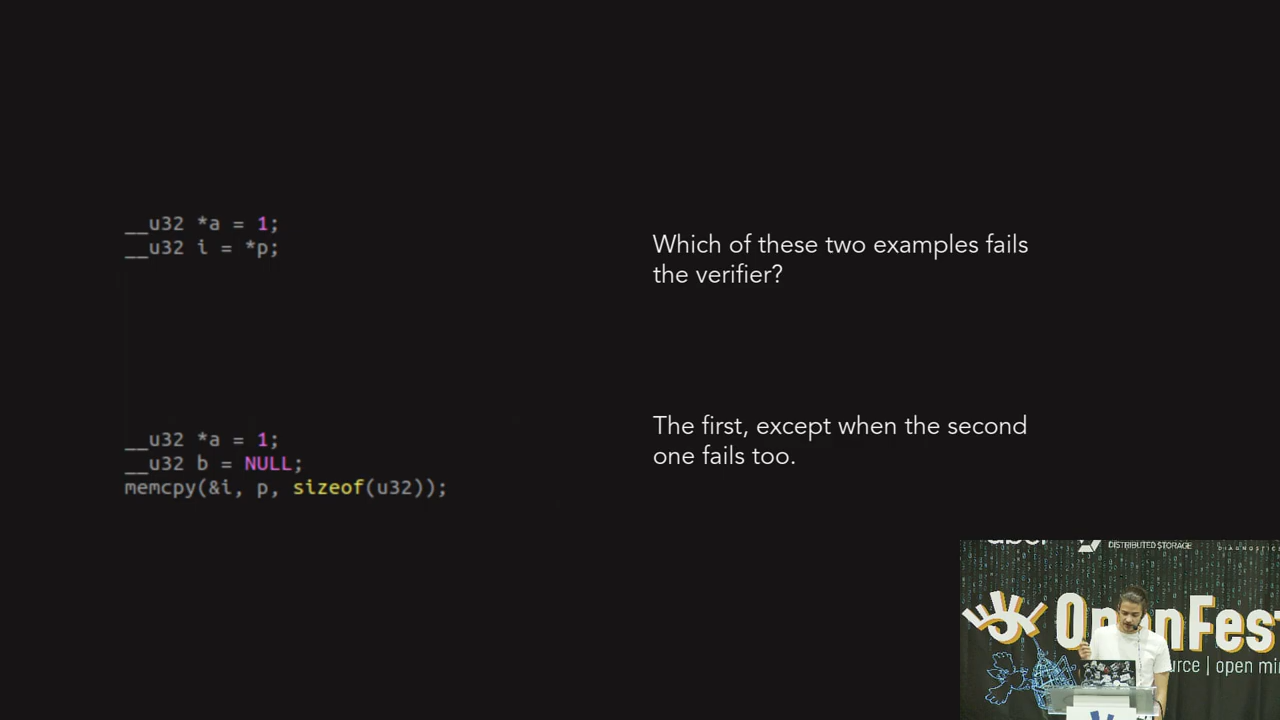 __u32 *a = 1;
__u32 i = *p;
Which of these two examples fails
the verifier?
__u32 *a = 1;
__u32 b = NULL;
memcpy(&i, p, sizeof(u32));
The first, except when the second
one fails too.
DISTRIBUTED STORAGE
DIAGNOSTICS
OpenFest
urce | open mi